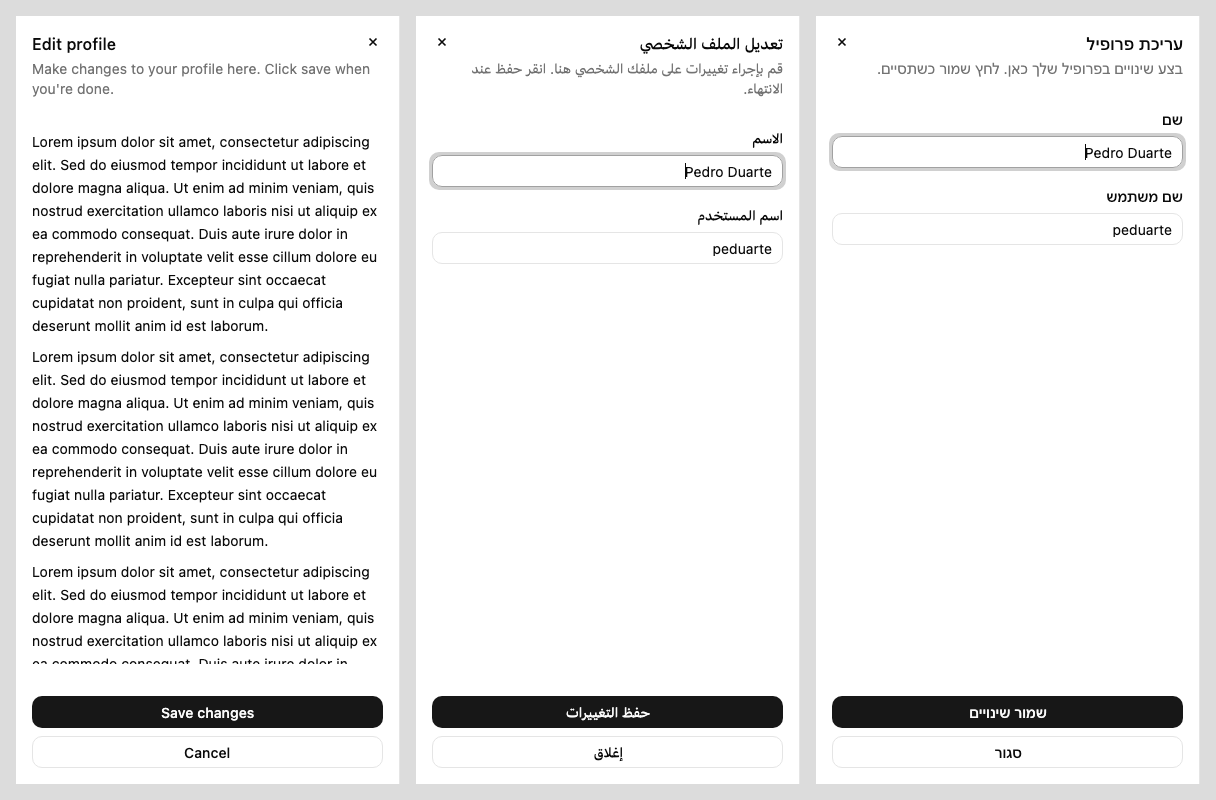 Edit profile
Make changes to your profile here. Click save when
you're done.
Lorem ipsum dolor sit amet, consectetur adipiscing
elit. Sed do eiusmod tempor incididunt ut labore et
dolore magna aliqua. Ut enim ad minim veniam, quis
nostrud exercitation ullamco laboris nisi ut aliquip ex
ea commodo consequat. Duis aute irure dolor in
reprehenderit in voluptate velit esse cillum dolore eu
fugiat nulla pariatur. Excepteur sint occaecat
cupidatat non proident, sunt in culpa qui officia
deserunt mollit anim id est laborum.
Lorem ipsum dolor sit amet, consectetur adipiscing
elit. Sed do eiusmod tempor incididunt ut labore et
dolore magna aliqua. Ut enim ad minim veniam, quis
nostrud exercitation ullamco laboris nisi ut aliquip ex
ea commodo consequat. Duis aute irure dolor in
reprehenderit in voluptate velit esse cillum dolore eu
fugiat nulla pariatur. Excepteur sint occaecat
cupidatat non proident, sunt in culpa qui officia
deserunt mollit anim id est laborum.
Lorem ipsum dolor sit amet, consectetur adipiscing
elit. Sed do eiusmod tempor incididunt ut labore et
dolore magna aliqua. Ut enim ad minim veniam, quis
nostrud exercitation ullamco laboris nisi ut aliquip ex
ea commodo consequat. Duis aute irure dolor in
Save changes
Cancel
تعديل الملف الشخصي
قم بإجراء تغييرات على ملفك الشخصي هنا. انقر حفظ عند
الانتهاء.
الاسم
Pedro Duarte
اسم المستخدم
peduarte
حفظ التغييرات
إغلاق
עריכת פרופיל
בצע שינויים בפרופיל שלך כאן. לחץ שמור כשתסיים.
שם
Pedro Duarte
שם משתמש
peduarte
שמור שינויים
סגור